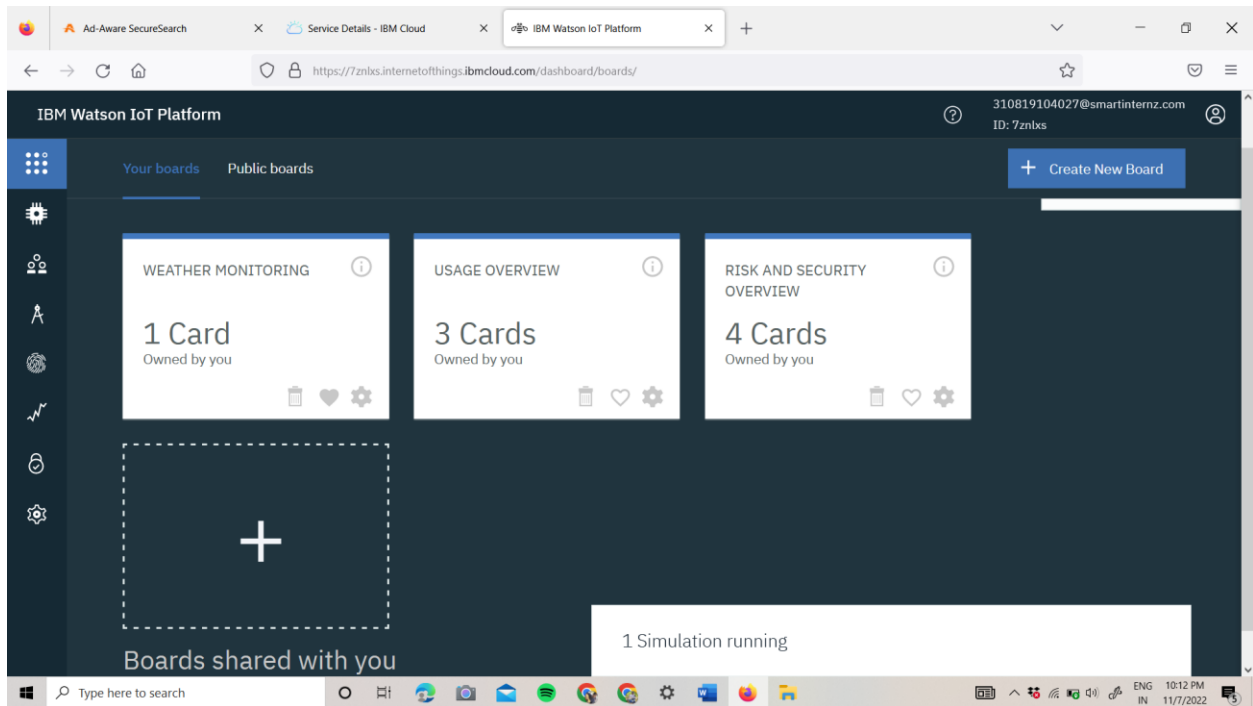 Ad-Aware SecureSearch
Service Details - IBM Cloud
IBM Watson IoT Platform
https://7znlxs.internetofthings.ibmcloud.com/dashboard/boards/
IBM Watson IoT Platform
310819104027@smartinternz.com
ID: 7znlxs
Your boards
Public boards
+ Create New Board
WEATHER MONITORING
1 Card
Owned by you
USAGE OVERVIEW
3 Cards
Owned by you
RISK AND SECURITY
OVERVIEW
4 Cards
Owned by you
Boards shared with you
1 Simulation running
Type here to search
ENG
IN
10:12 PM
11/7/2022
5